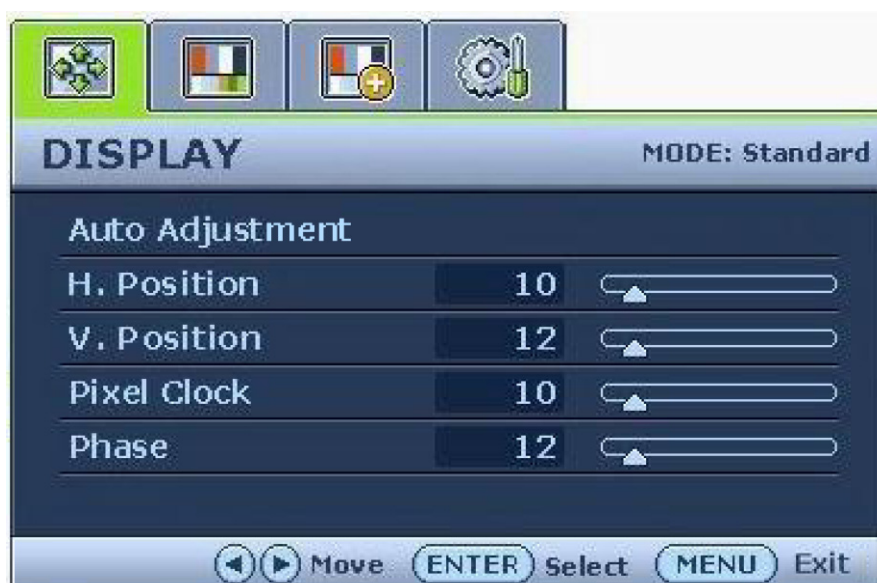 DISPLAY MODE: Standard
Auto Adjustment
H. Position 10
V. Position 12
Pixel Clock 10
Phase 12
Move ENTER Select MENU Exit